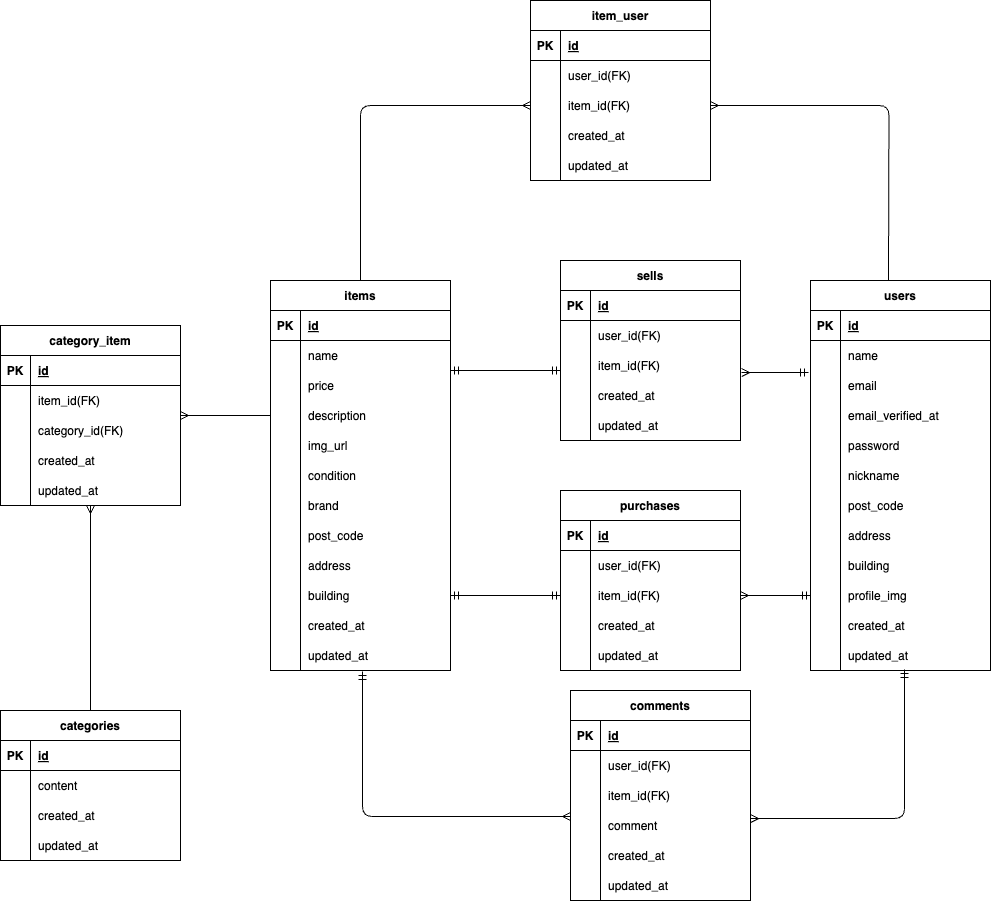 item_user
PK id
user_id(FK)
item_id(FK)
created_at
updated_at
items
PK id
name
price
description
img_url
condition
brand
post_code
address
building
created_at
updated_at
sells
PK id
user_id(FK)
item_id(FK)
created_at
updated_at
users
PK id
name
email
email_verified_at
password
nickname
post_code
address
building
profile_img
created_at
updated_at
category_item
PK id
item_id(FK)
category_id(FK)
created_at
updated_at
purchases
PK id
user_id(FK)
item_id(FK)
created_at
updated_at
categories
PK id
content
created_at
updated_at
comments
PK id
user_id(FK)
item_id(FK)
comment
created_at
updated_at